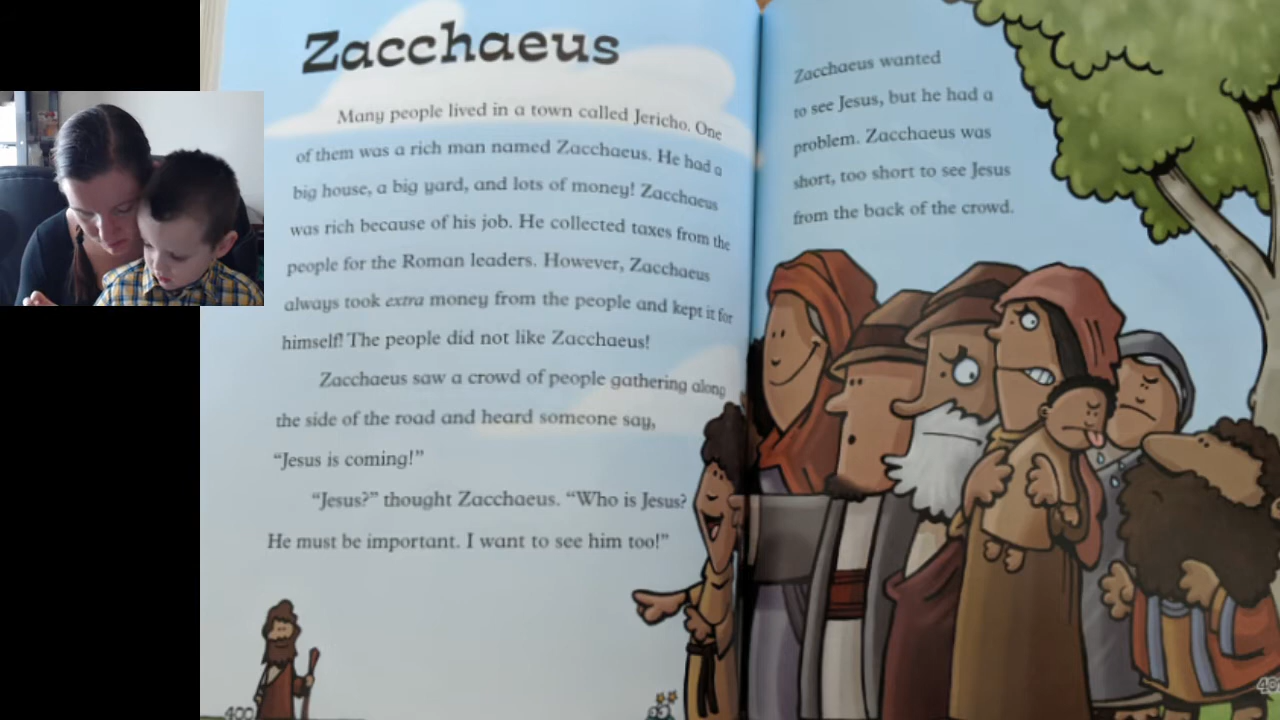 Zacchaeus
Many people lived in a town called Jericho. One
of them was a rich man named Zacchaeus. He had a
big house, a big yard, and lots of money! Zacchaeus
was rich because of his job. He collected taxes from the
people for the Roman leaders. However, Zacchaeus
always took extra money from the people and kept it for
himself! The people did not like Zacchaeus!
Zacchaeus saw a crowd of people gathering along
the side of the road and heard someone say,
“Jesus is coming!”
“Jesus?” thought Zacchaeus. “Who is Jesus?
He must be important. I want to see him too!”
400
Zacchaeus wanted
to see Jesus, but he had a
problem. Zacchaeus was
short, too short to see Jesus
from the back of the crowd.